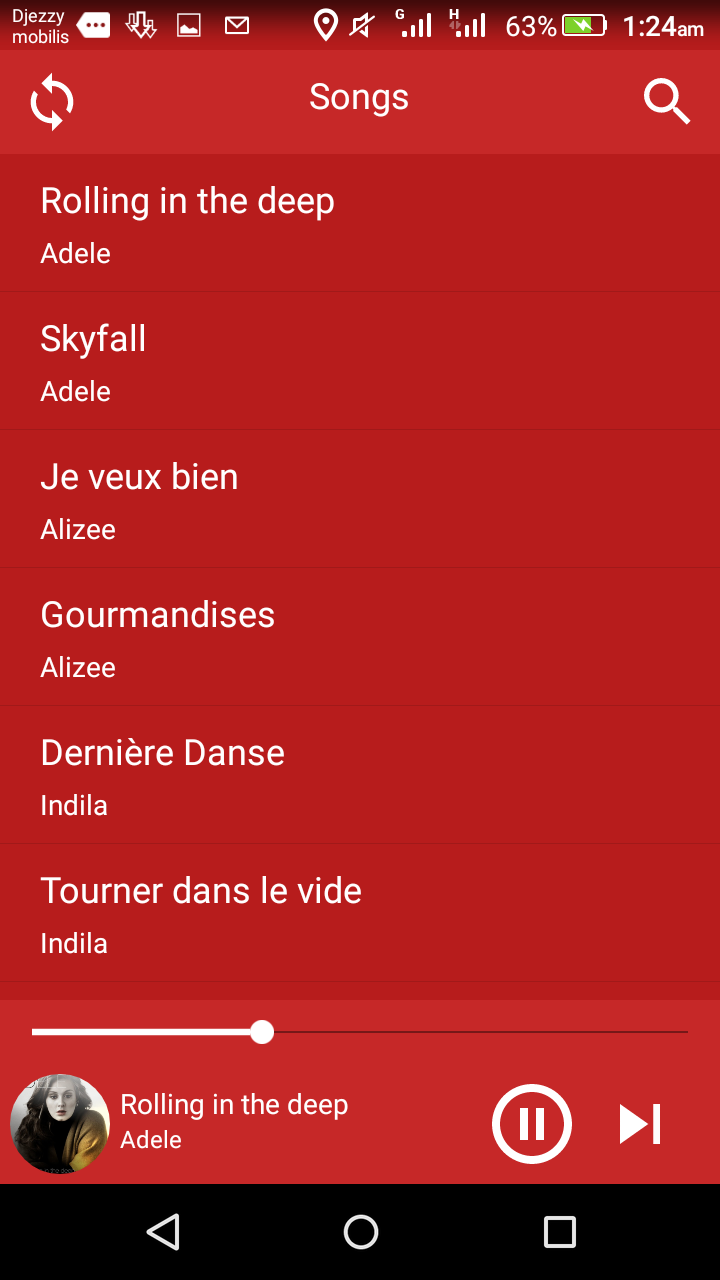 Djezzy
mobilis
G H 63% 1:24am
Songs
Rolling in the deep
Adele
Skyfall
Adele
Je veux bien
Alizee
Gourmandises
Alizee
Dernière Danse
Indila
Tourner dans le vide
Indila
Rolling in the deep
Adele